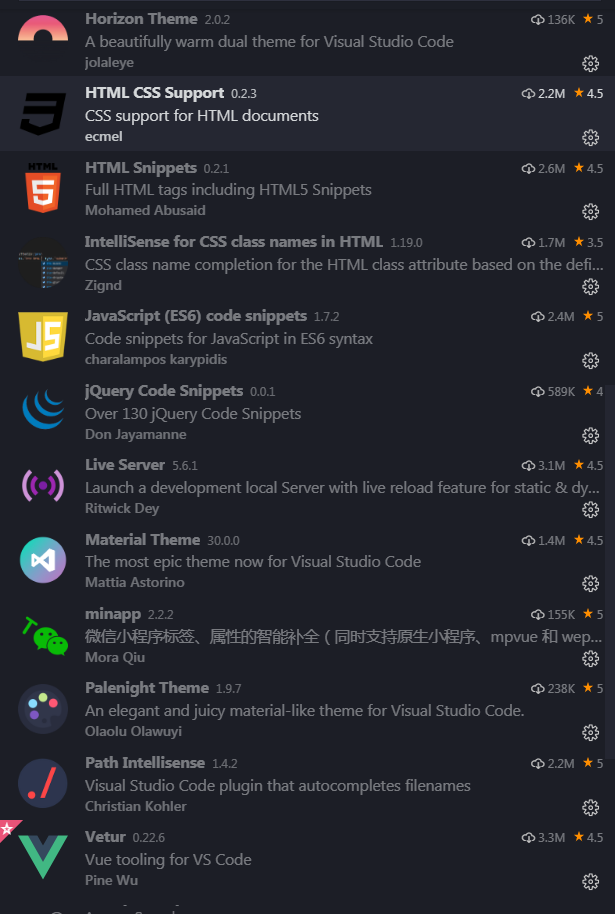 Horizon Theme 2.0.2 136K ★ 5
A beautifully warm dual theme for Visual Studio Code
jolaleye
HTML CSS Support 0.2.3 2.2M ★ 4.5
CSS support for HTML documents
ecmel
HTML
HTML Snippets 0.2.1 2.6M ★ 4.5
Full HTML tags including HTML5 Snippets
Mohamed Abusaid
IntelliSense for CSS class names in HTML 1.19.0 1.7M ★ 3.5
CSS class name completion for the HTML class attribute based on the defi...
Zignd
JS
JavaScript (ES6) code snippets 1.7.2 2.4M ★ 5
Code snippets for JavaScript in ES6 syntax
charalampos karypidis
jQuery Code Snippets 0.0.1 589K ★ 4
Over 130 jQuery Code Snippets
Don Jayamanne
Live Server 5.6.1 3.1M ★ 4.5
Launch a development local Server with live reload feature for static & dy...
Ritwick Dey
Material Theme 30.0.0 1.4M ★ 4.5
The most epic theme now for Visual Studio Code
Mattia Astorino
minapp 2.2.2 155K ★ 5
微信小程序标签、属性的智能补全（同时支持原生小程序、mpvue 和 wep...
Mora Qiu
Palenight Theme 1.9.7 238K ★ 5
An elegant and juicy material-like theme for Visual Studio Code.
Olaolu Olawuyi
Path Intellisense 1.4.2 2.2M ★ 5
Visual Studio Code plugin that autocompletes filenames
Christian Kohler
Vetur 0.22.6 3.3M ★ 4.5
Vue tooling for VS Code
Pine Wu